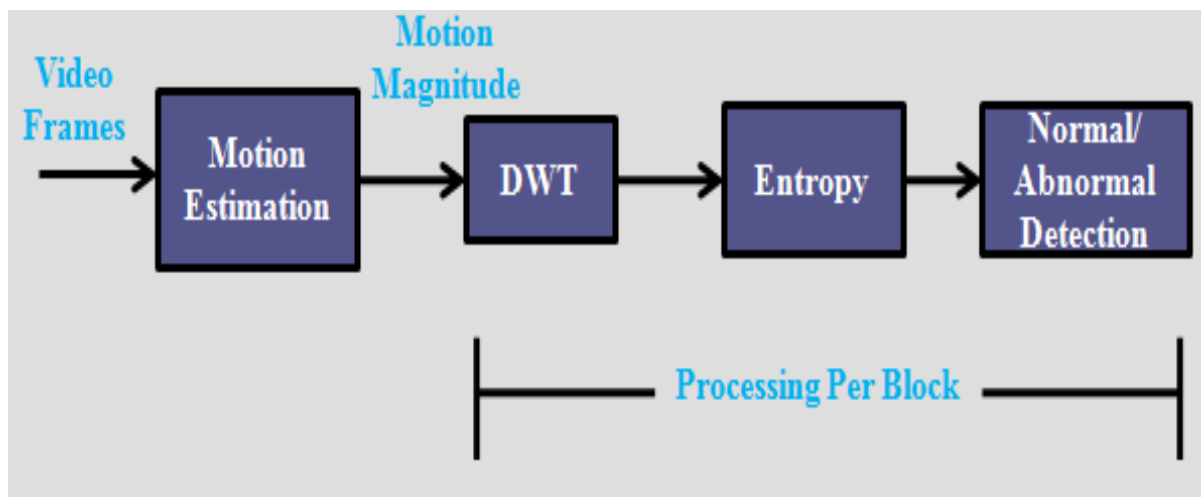 Video
Frames
Motion
Estimation
Motion
Magnitude
DWT
Entropy
Normal/
Abnormal
Detection
Processing Per Block